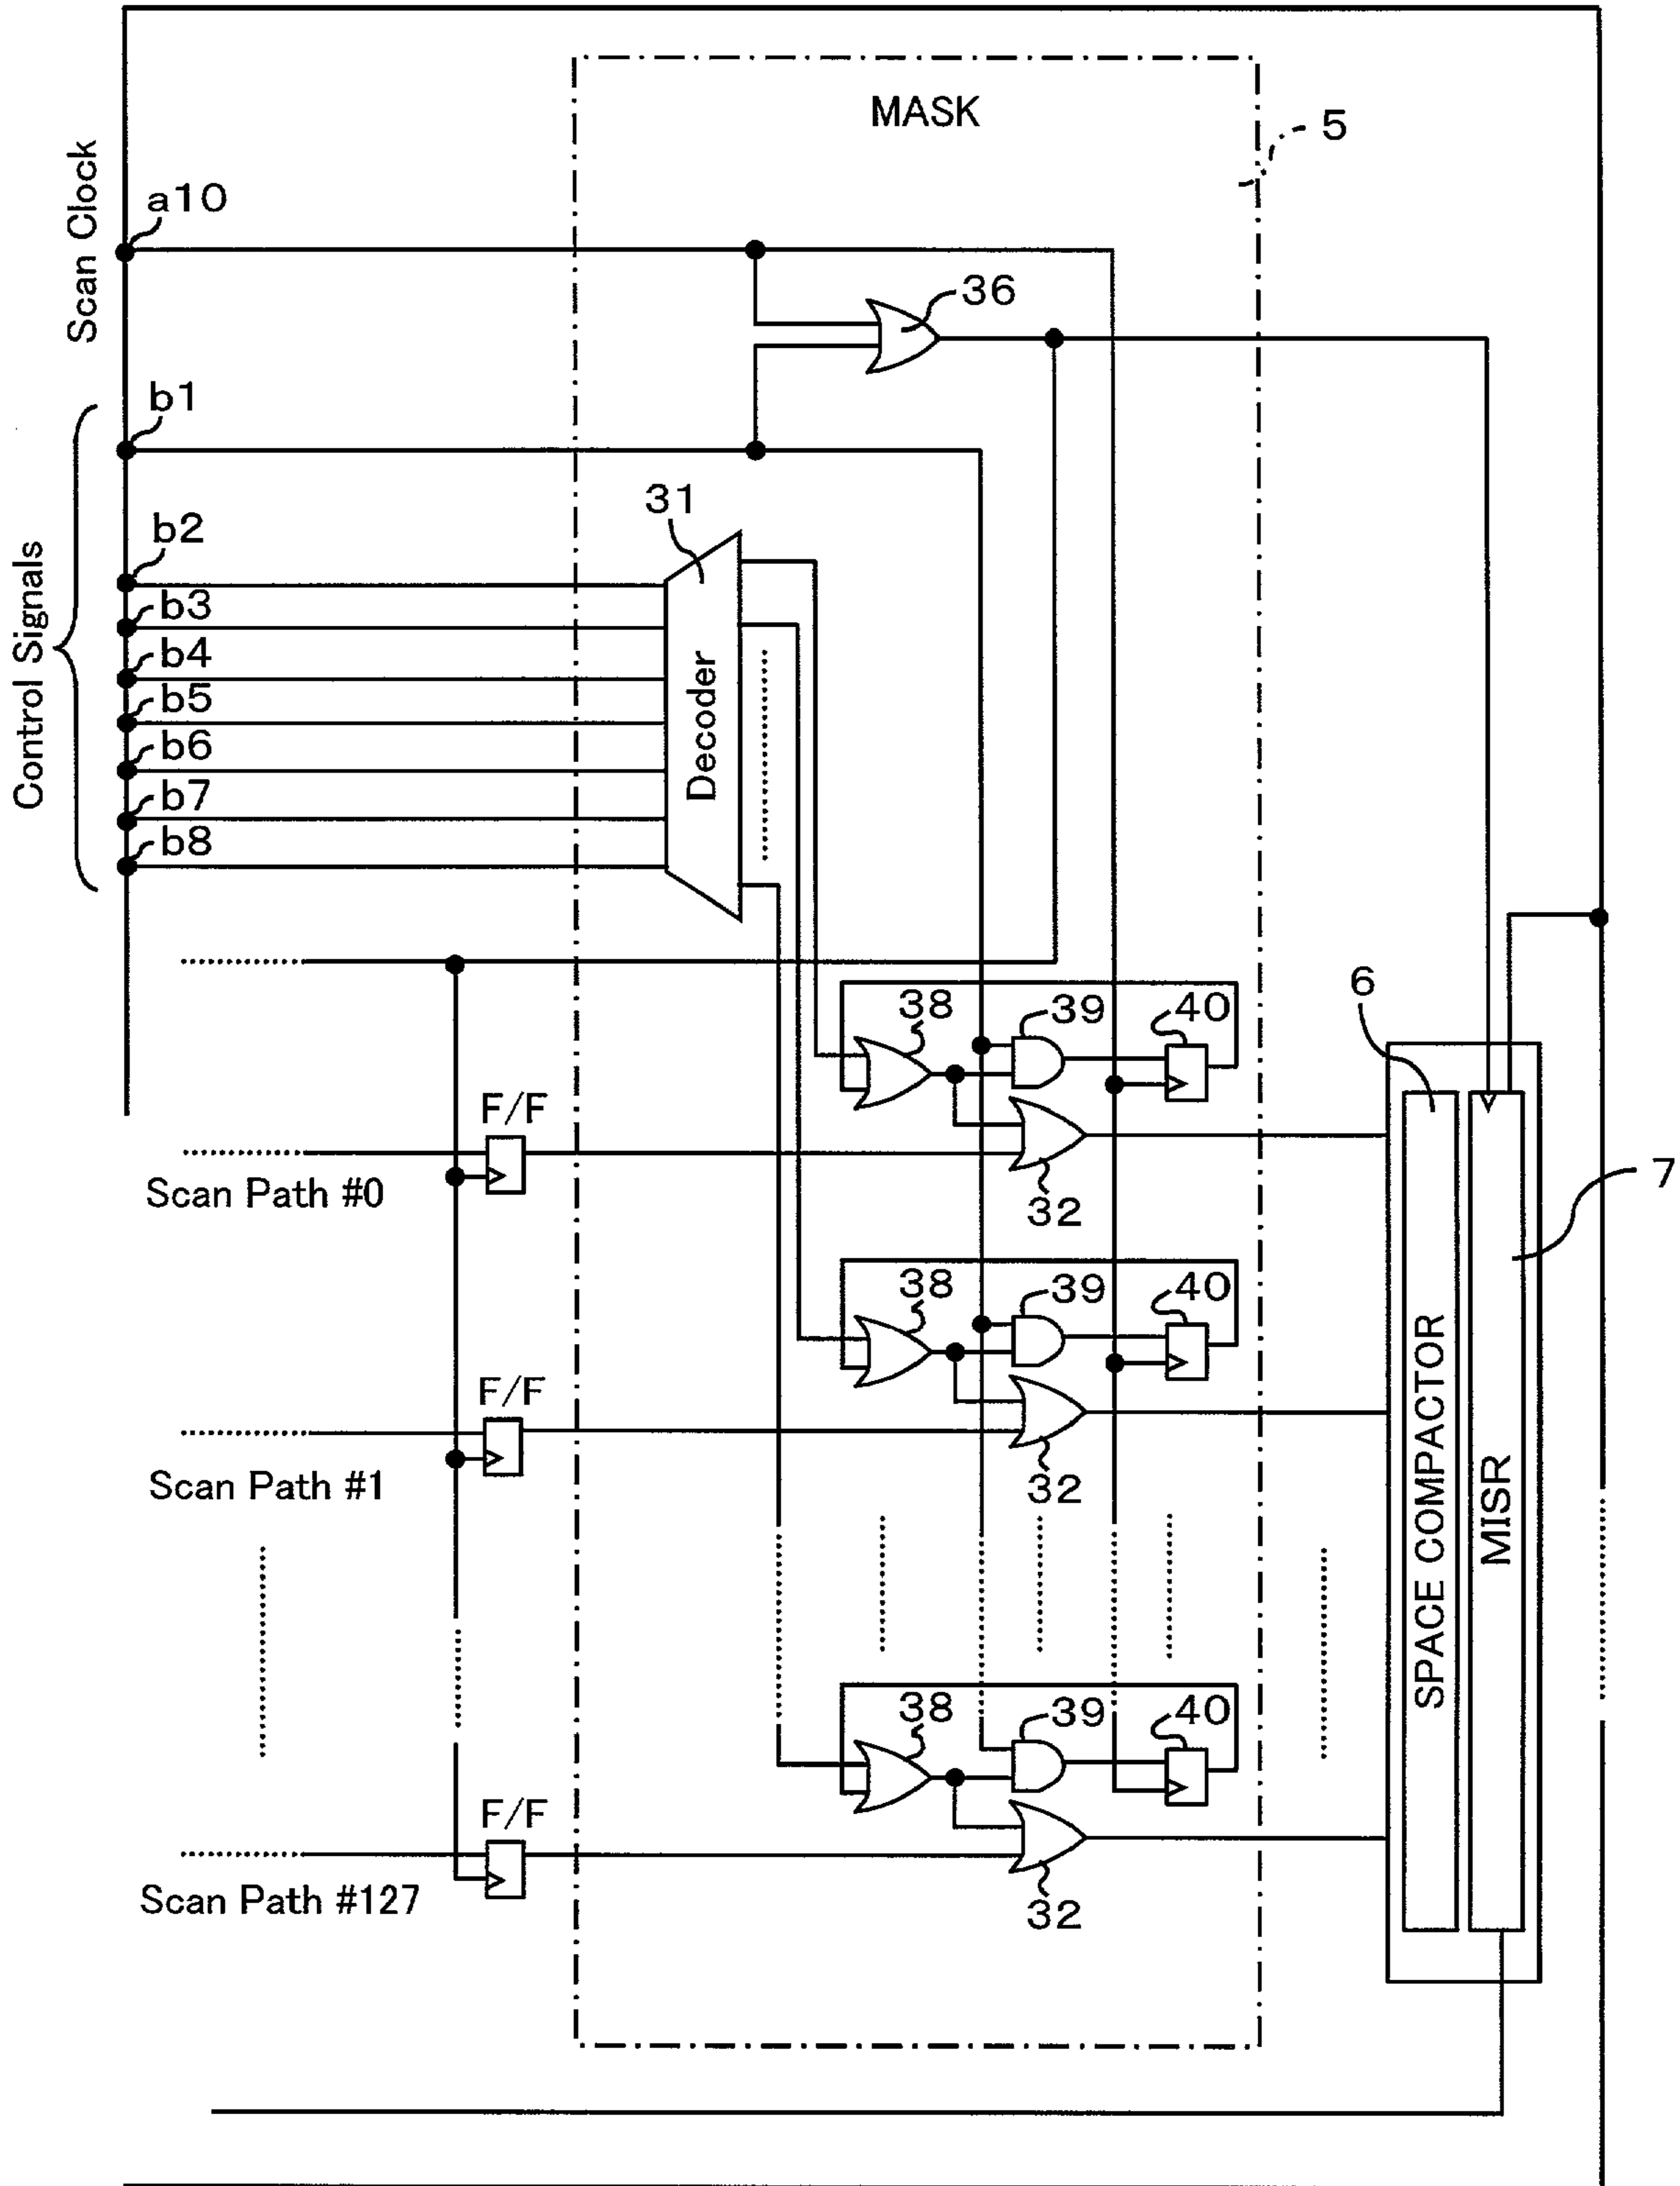 MASK
5
Scan Clock
a10
36
b1
Control Signals
b2
b3
b4
b5
b6
b7
b8
31
Decoder
38
39
40
6
F/F
Scan Path #0
32
7
38
39
40
F/F
Scan Path #1
32
SPACE COMPACTOR
MISR
38
39
40
F/F
Scan Path #127
32